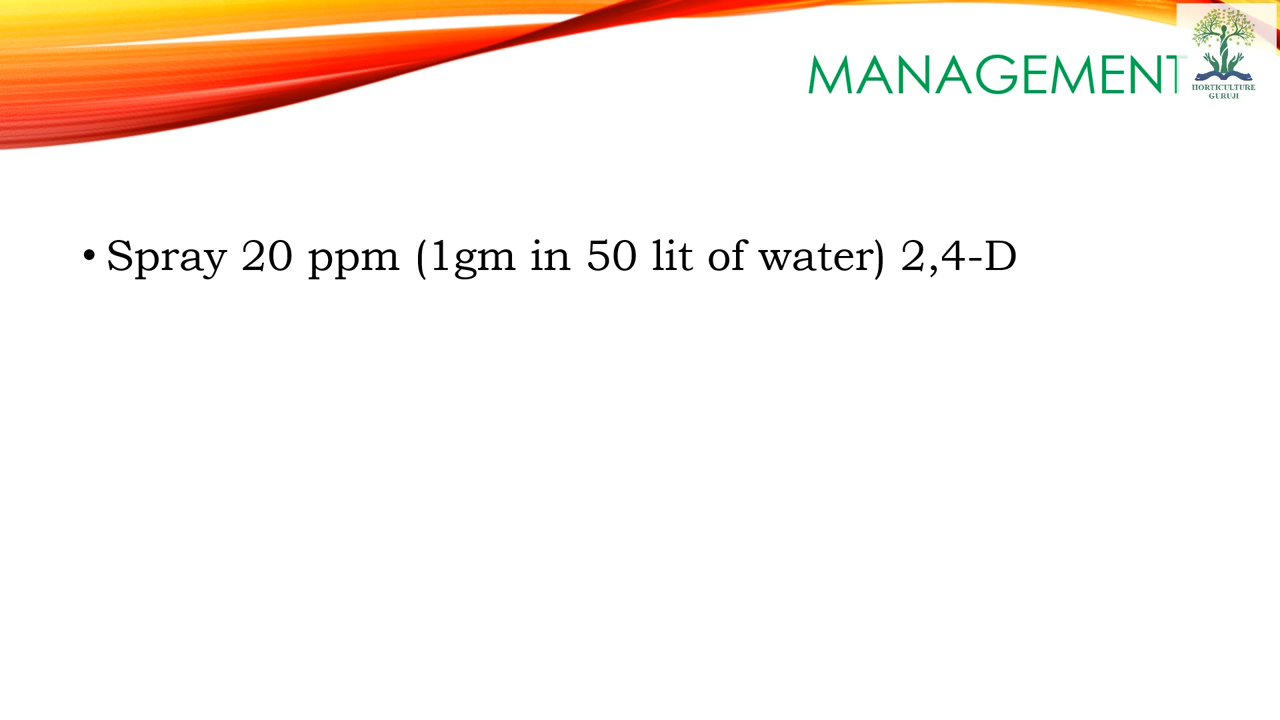 MANAGEMENT
HORTICULTURE
GURUJI
• Spray 20 ppm (1gm in 50 lit of water) 2,4-D